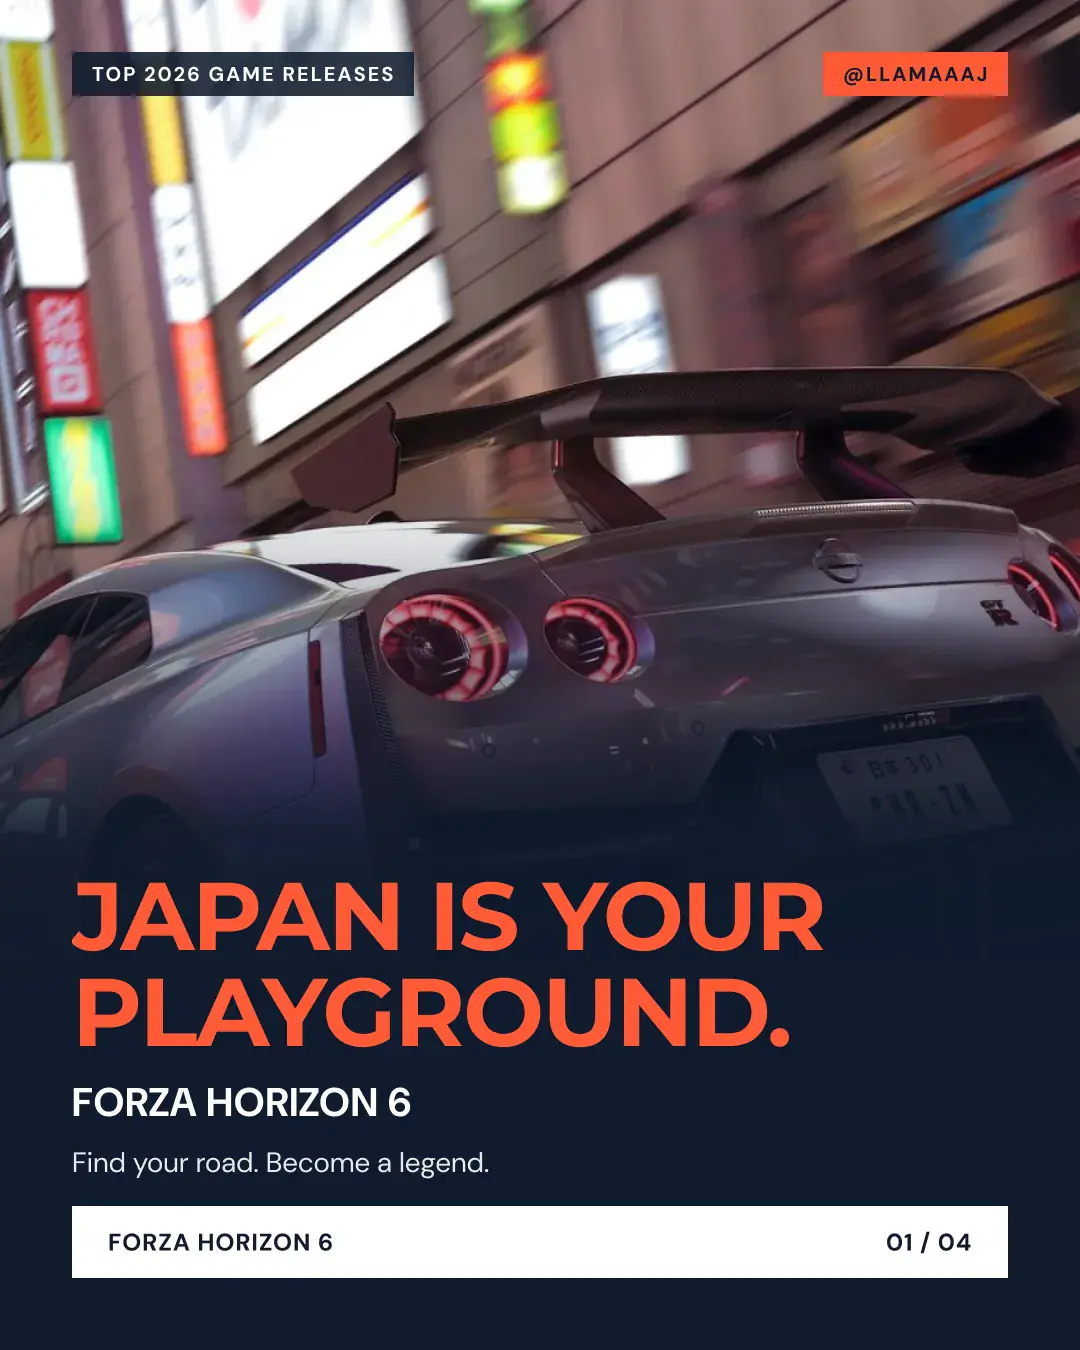 TOP 2026 GAME RELEASES
@LLAMAAAJ
JAPAN IS YOUR
PLAYGROUND.
FORZA HORIZON 6
Find your road. Become a legend.
FORZA HORIZON 6
01 / 04